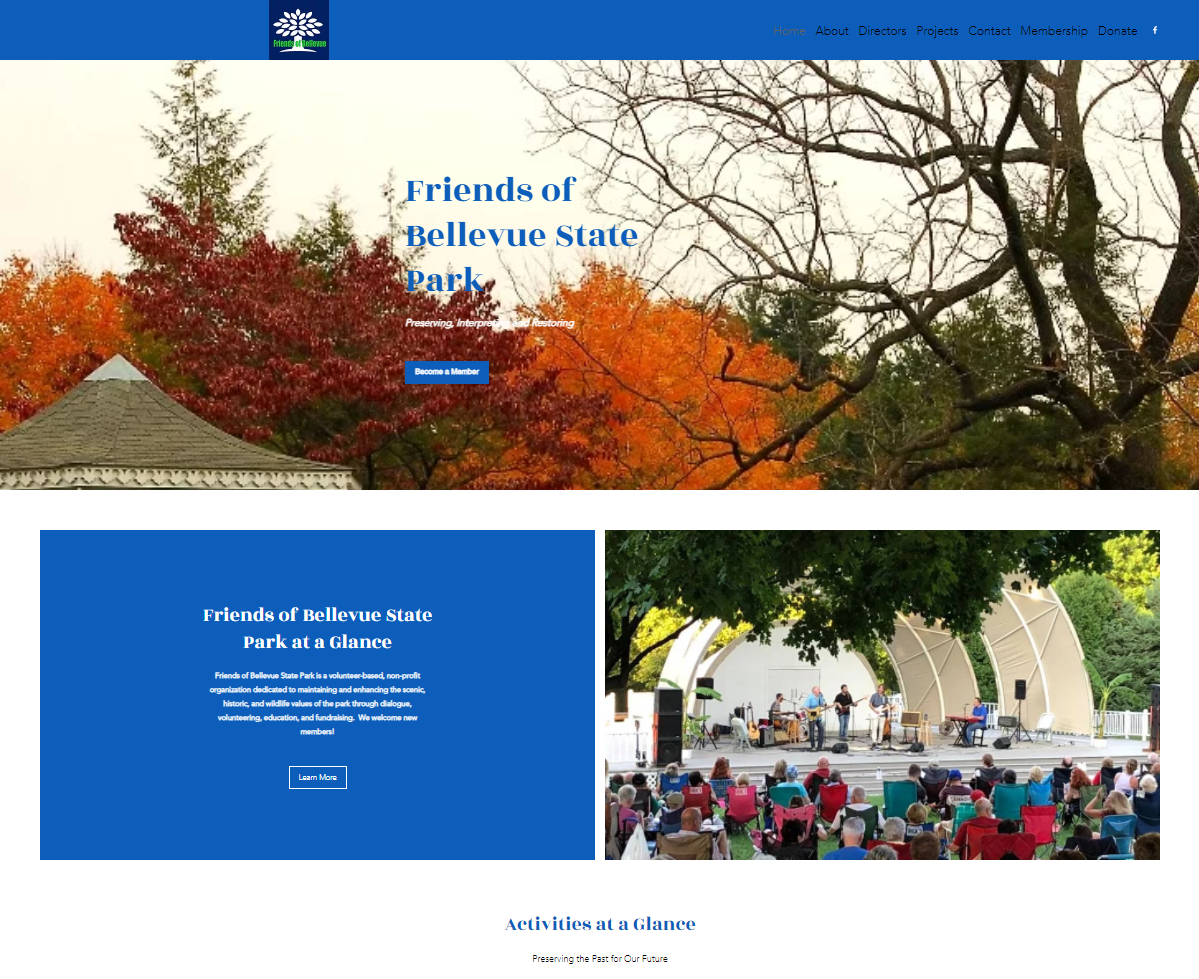 Friends of Bellevue
Home About Directors Projects Contact Membership Donate
Friends of
Bellevue State
Park
Preserving, Interpreting and Restoring
Become a Member
Friends of Bellevue State
Park at a Glance
Friends of Bellevue State Park is a volunteer-based, non-profit
organization dedicated to maintaining and enhancing the scenic,
historic, and wildlife values of the park through dialogue,
volunteering, education, and fundraising. We welcome new
members!
Learn More
Activities at a Glance
Preserving the Past for Our Future